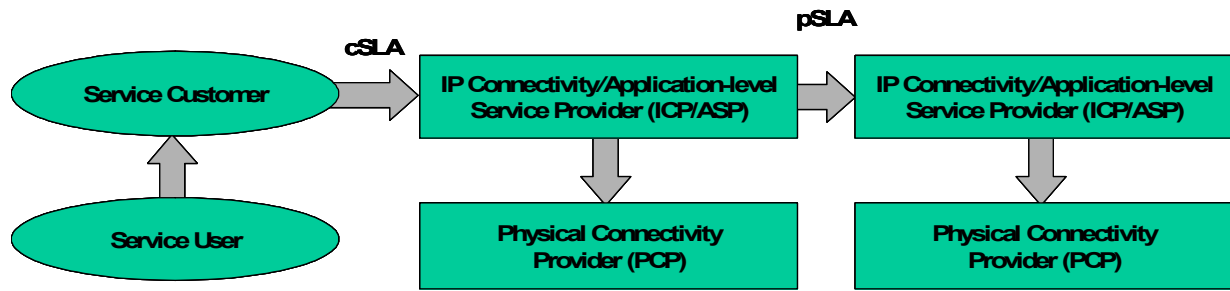 pSLA
cSLA
Service Customer
IP Connectivity/Application-level
Service Provider (ICP/ASP)
IP Connectivity/Application-level
Service Provider (ICP/ASP)
Service User
Physical Connectivity
Provider (PCP)
Physical Connectivity
Provider (PCP)